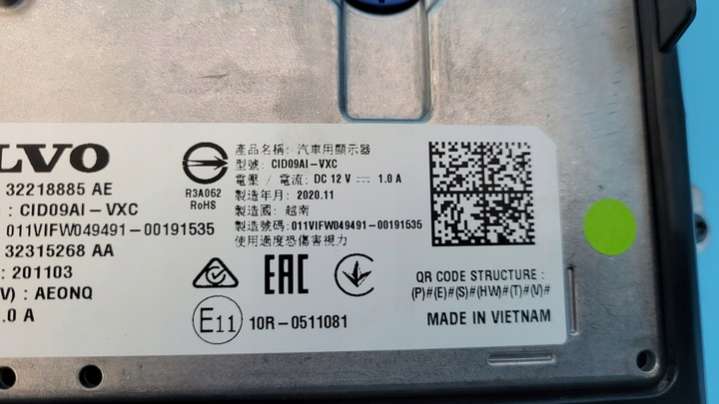 LVO
32218885 AE
: CID09AI-VXC
011VIFW049491-00191535
32315268 AA
: 201103
V) : AEONQ
.0 A
R3A062
RoHS
產品名稱: 汽車用顯示器
型號: CID09AI-VXC
電壓 / 電流: DC 12 V ⎓ 1.0 A
製造年月: 2020.11
製造國: 越南
製造號碼:011VIFW049491-00191535
使用過度恐傷害視力
EAC
E11
10R-0511081
QR CODE STRUCTURE :
(P)#(E)#(S)#(HW)#(T)#(V)#
MADE IN VIETNAM